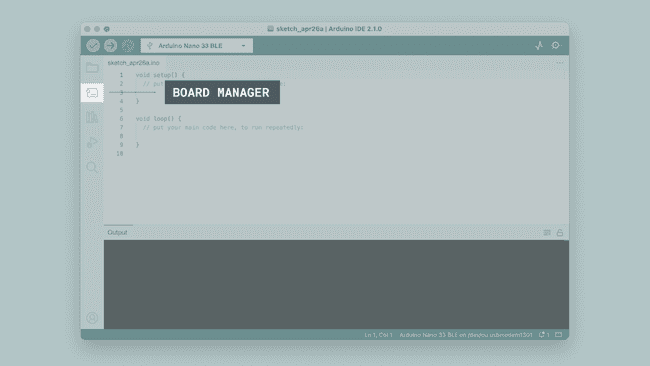 sketch_apr26a | Arduino IDE 2.1.0
Arduino Nano 33 BLE
sketch_apr26a.ino
1 void setup() {
2 // put
BOARD MANAGER
3
4 }
5
6 void loop() {
7 // put your main code here, to run repeatedly:
8
9 }
10
Output
Ln 1, Col 1 Arduino Nano 33 BLE on 1